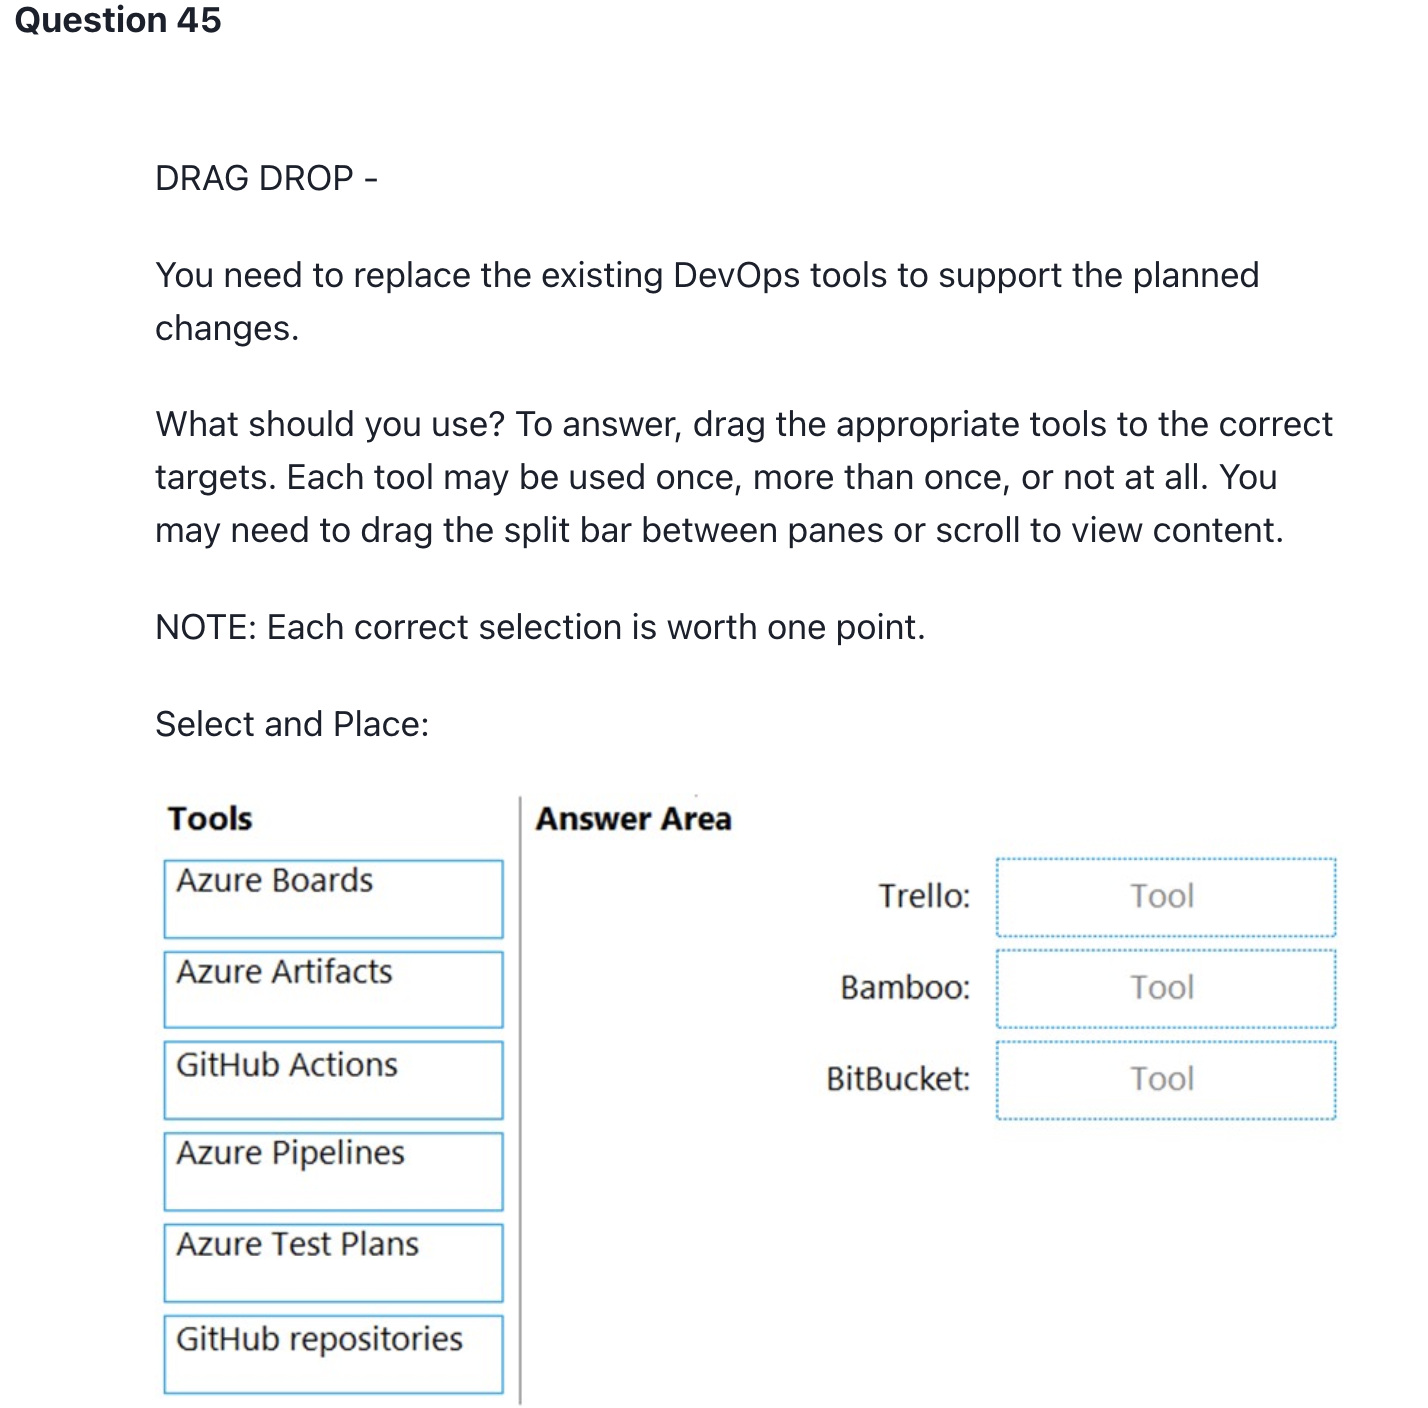 Question 45
DRAG DROP -
You need to replace the existing DevOps tools to support the planned
changes.
What should you use? To answer, drag the appropriate tools to the correct
targets. Each tool may be used once, more than once, or not at all. You
may need to drag the split bar between panes or scroll to view content.
NOTE: Each correct selection is worth one point.
Select and Place:
Tools
Azure Boards
Azure Artifacts
GitHub Actions
Azure Pipelines
Azure Test Plans
GitHub repositories
Answer Area
Trello: Tool
Bamboo: Tool
BitBucket: Tool